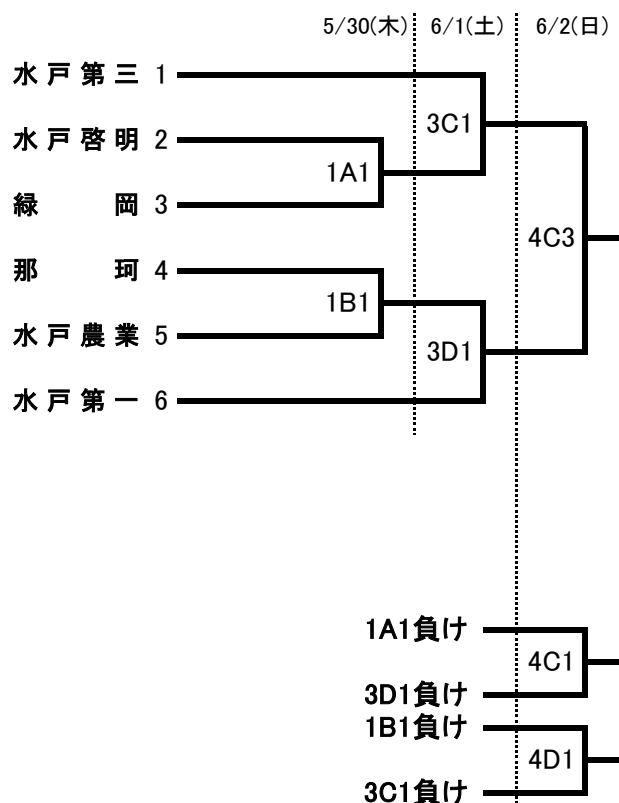 5/30(木) 6/1(土) 6/2(日)
水戸第三 1
3C1
水戸啓明 2
1A1
緑岡 3
4C3
那珂 4
1B1
水戸農業 5
3D1
水戸第一 6
1A1負け
4C1
3D1負け
1B1負け
4D1
3C1負け